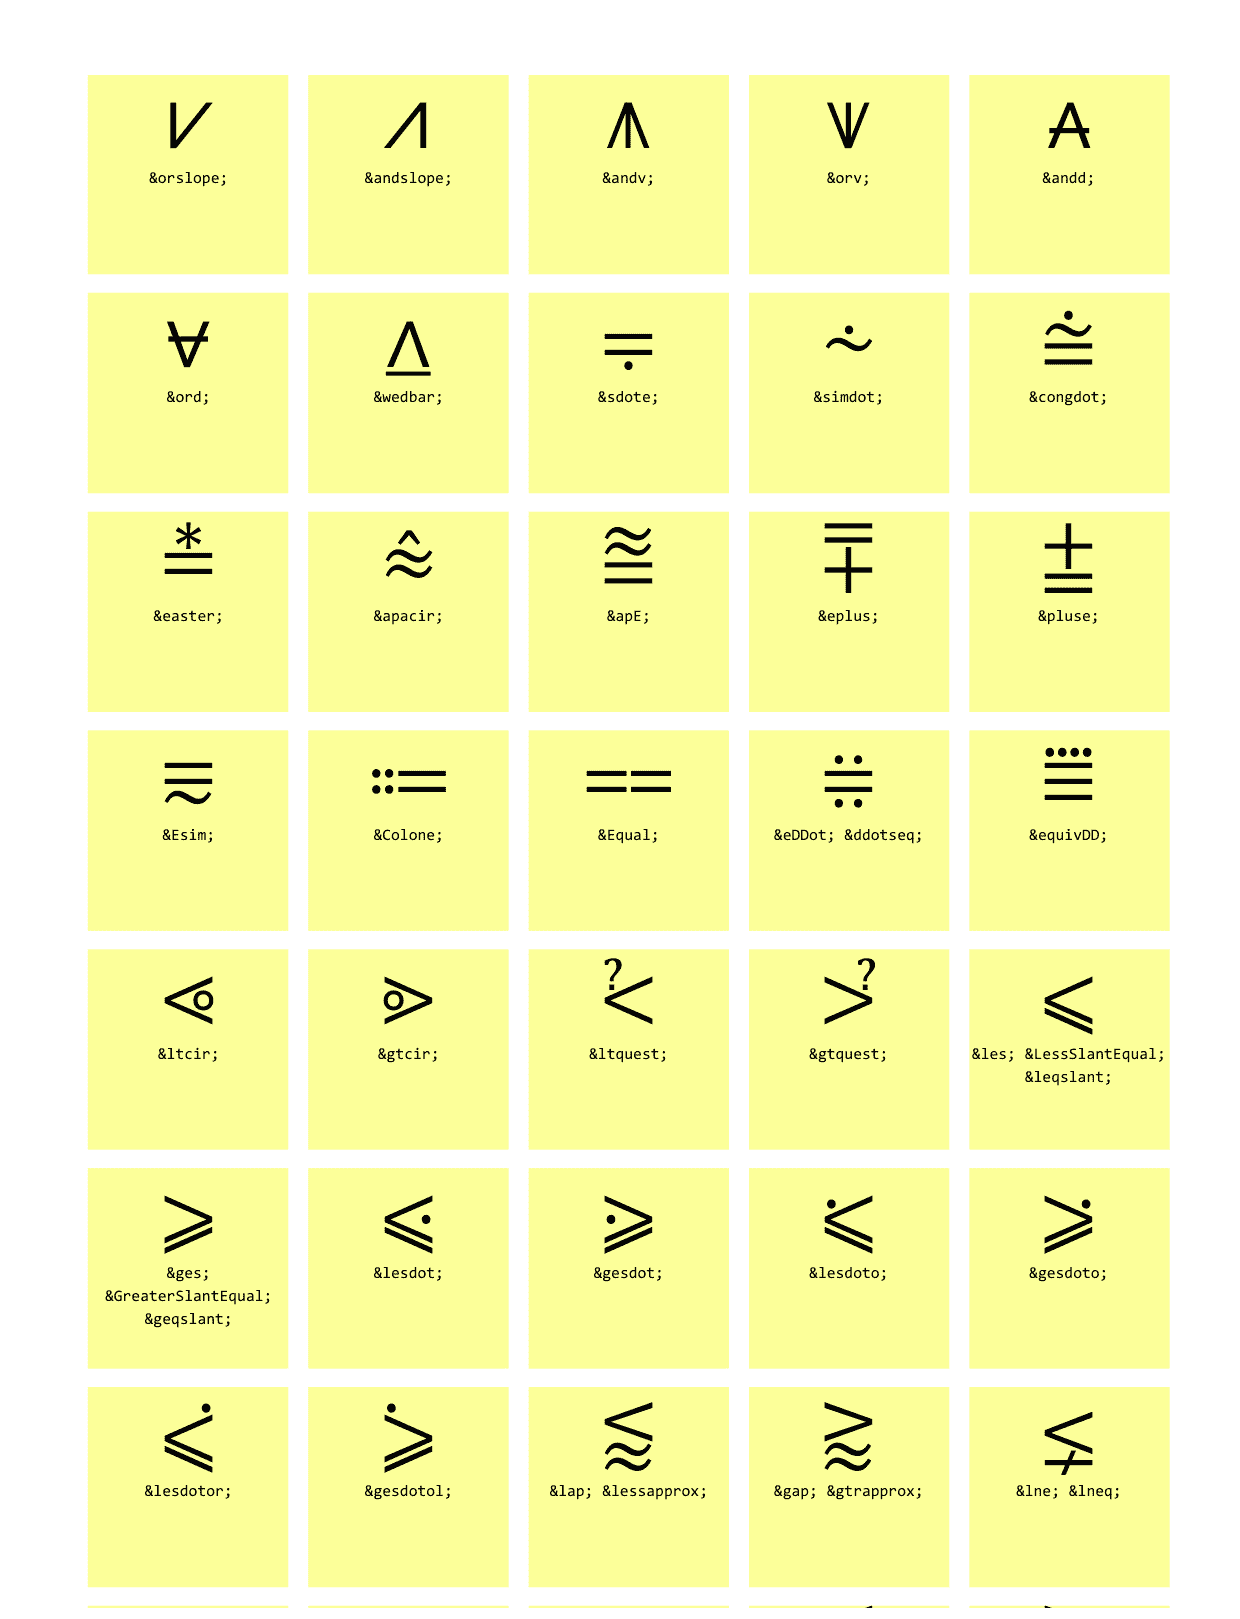 ⩗ ⩘ ⩚ ⩛ ⩜
&orslope; &andslope; &andv; &orv; &andd;
⩝ ⩟ ⩦ ⩪ ⩭
&ord; &wedbar; &sdote; &simdot; &congdot;
⩮ ⩯ ⩰ ⩱ ⩲
&easter; &apacir; &apE; &eplus; &pluse;
⩳ ⩴ ⩵ ⩷ ⩸
&Esim; &Colone; &Equal; &eDDot; &ddotseq; &equivDD;
⩹ ⩺ ⩻ ⩼ ⩽
&ltcir; &gtcir; &ltquest; &gtquest; &les; &LessSlantEqual;
&leqslant;
⩾ ⩿ ⪀ ⪁ ⪂
&ges; &lesdot; &gesdot; &lesdoto; &gesdoto;
&GreaterSlantEqual;
&geqslant;
⪃ ⪄ ⪅ ⪆ ⪇
&lesdotor; &gesdotol; &lap; &lessapprox; &gap; &gtrapprox; &lne; &lneq;